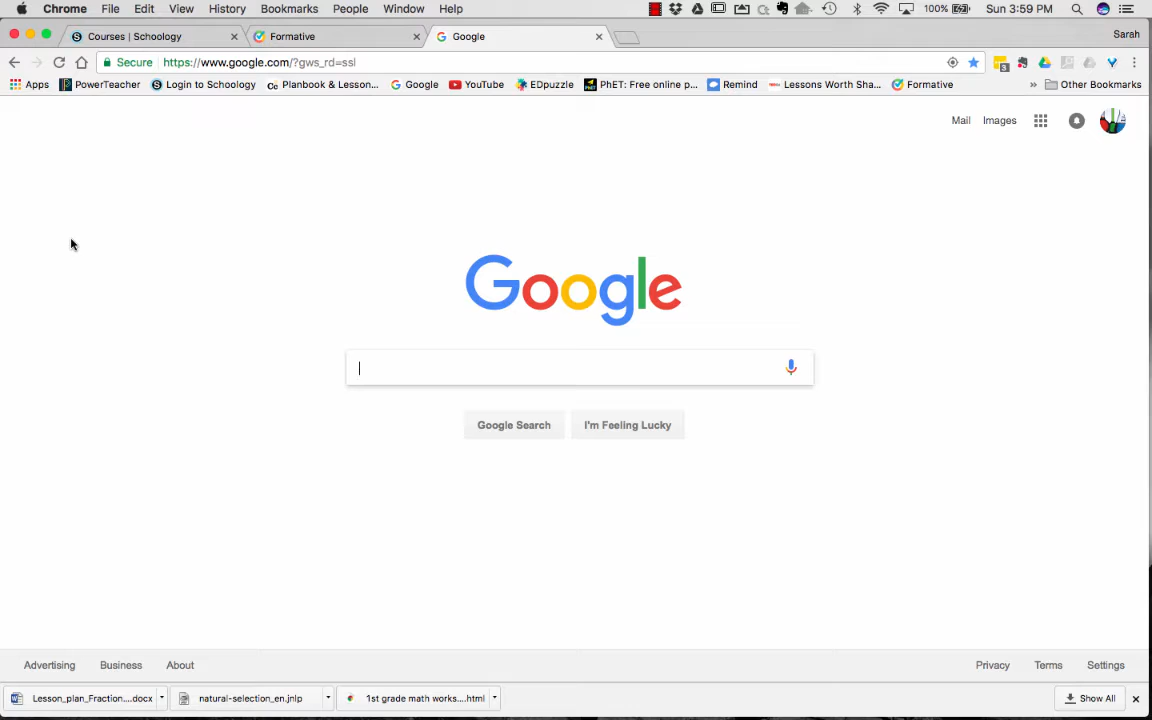 Chrome File Edit View History Bookmarks People Window Help 100% Sun 3:59 PM
Courses | Schoology Formative Google Sarah
Secure https://www.google.com/?gws_rd=ssl
Apps PowerTeacher Login to Schoology Planbook & Lesson... Google YouTube EDpuzzle PhET: Free online p... Remind Lessons Worth Sha... Formative » Other Bookmarks
Mail Images
Google
Google Search I'm Feeling Lucky
Advertising Business About Privacy Terms Settings
Lesson_plan_Fraction....docx natural-selection_en.jnlp 1st grade math works....html Show All